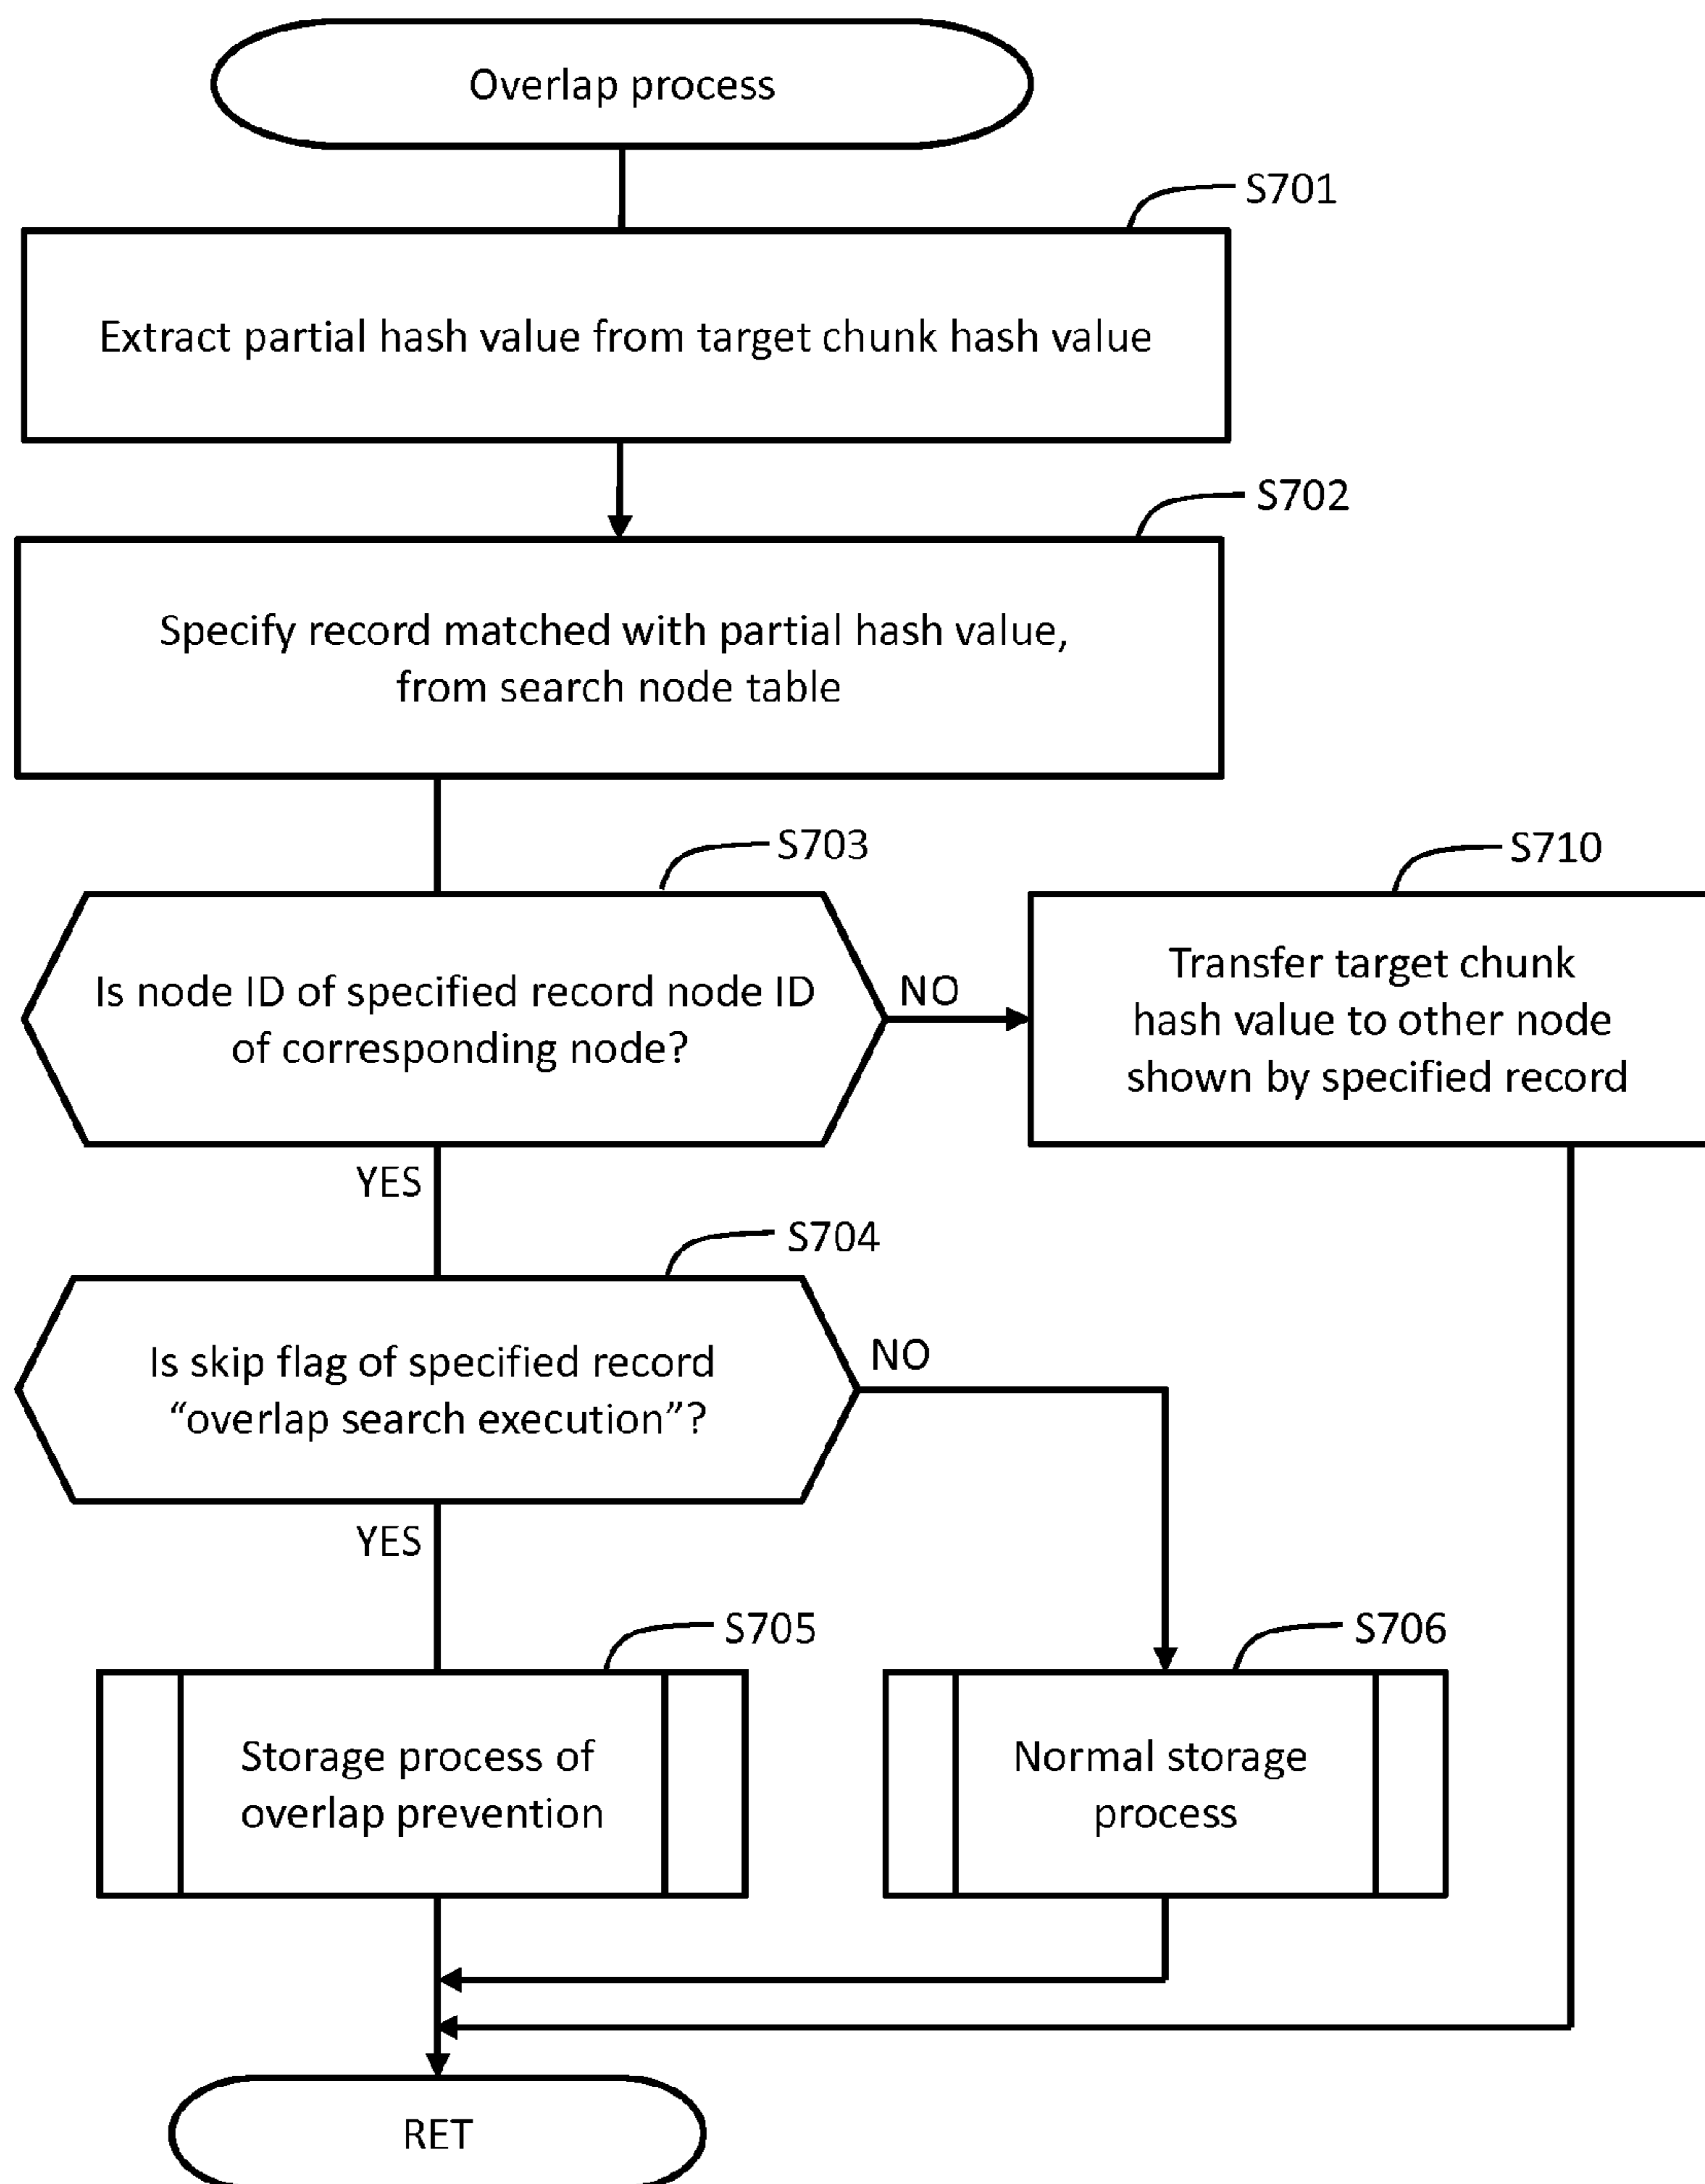 Overlap process
S701
Extract partial hash value from target chunk hash value
S702
Specify record matched with partial hash value,
from search node table
S703
Is node ID of specified record node ID
of corresponding node?
NO
S710
Transfer target chunk
hash value to other node
shown by specified record
YES
S704
Is skip flag of specified record
“overlap search execution”?
NO
YES
S705
Storage process of
overlap prevention
S706
Normal storage
process
RET